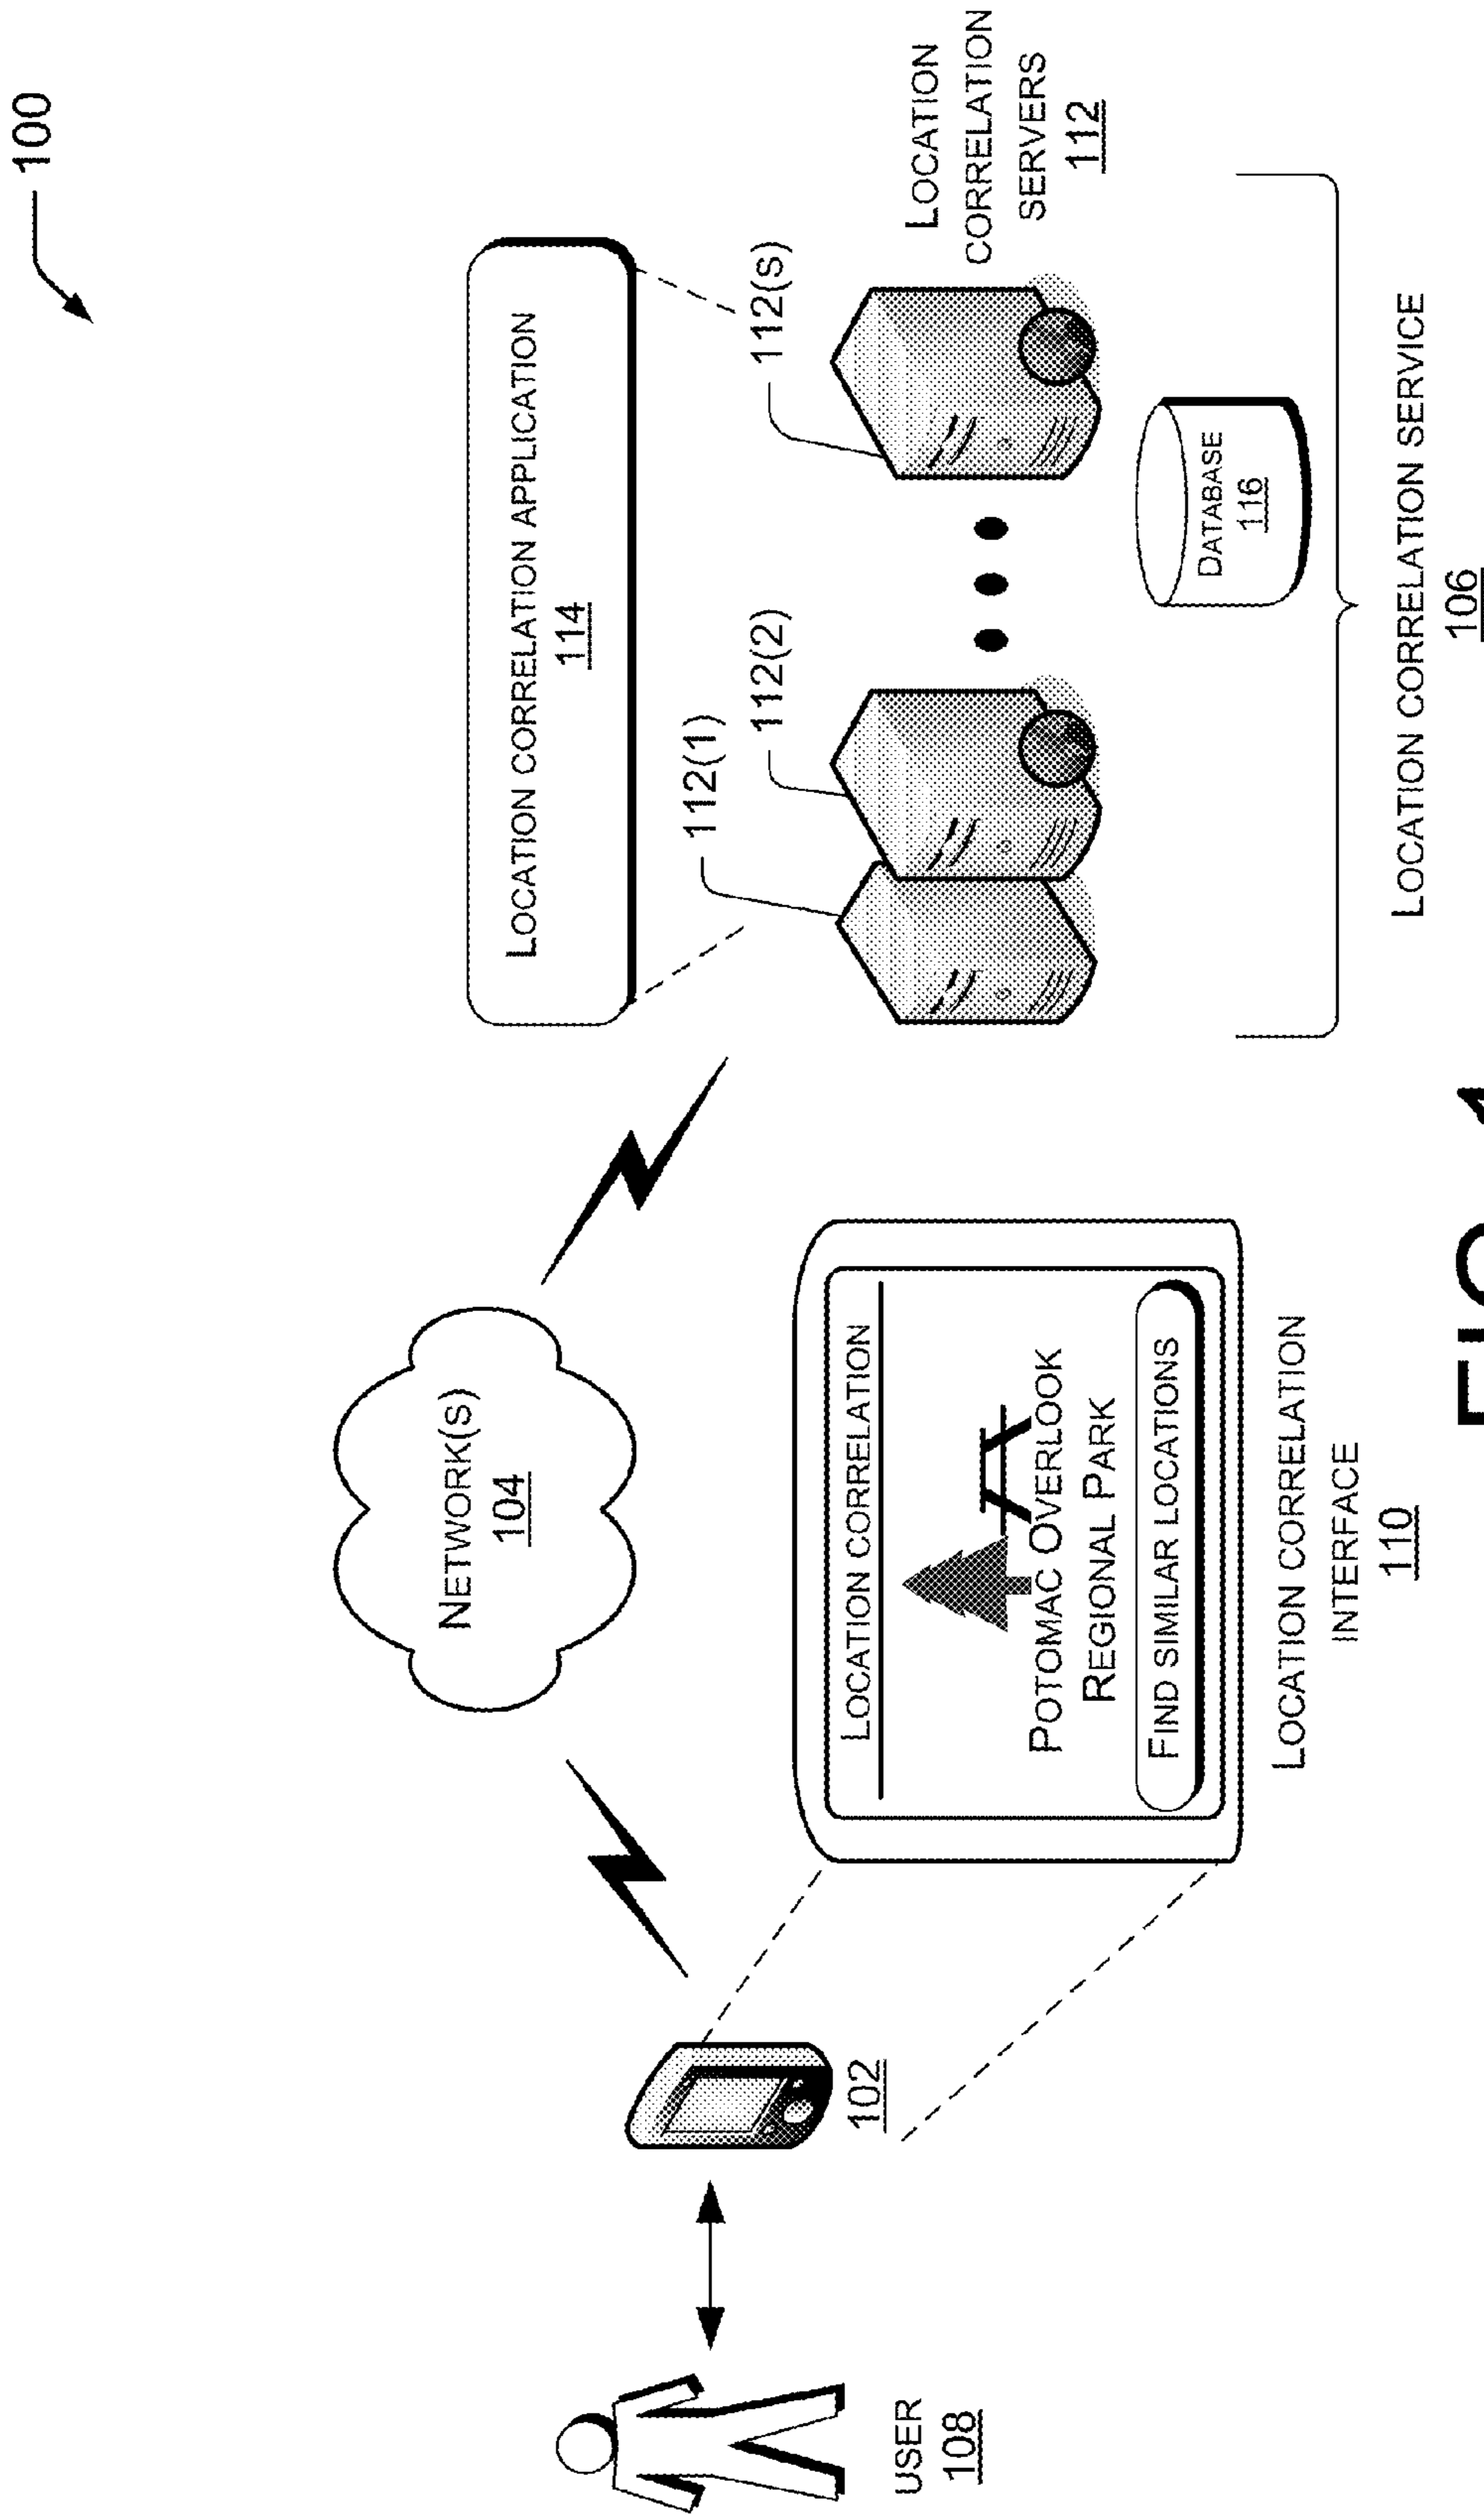 100
NETWORK(S)
104
LOCATION CORRELATION APPLICATION
114
112(1)
112(2)
112(S)
LOCATION
CORRELATION
SERVERS
112
DATABASE
116
LOCATION CORRELATION SERVICE
106
USER
108
102
LOCATION CORRELATION
POTOMAC OVERLOOK
REGIONAL PARK
FIND SIMILAR LOCATIONS
LOCATION CORRELATION
INTERFACE
110